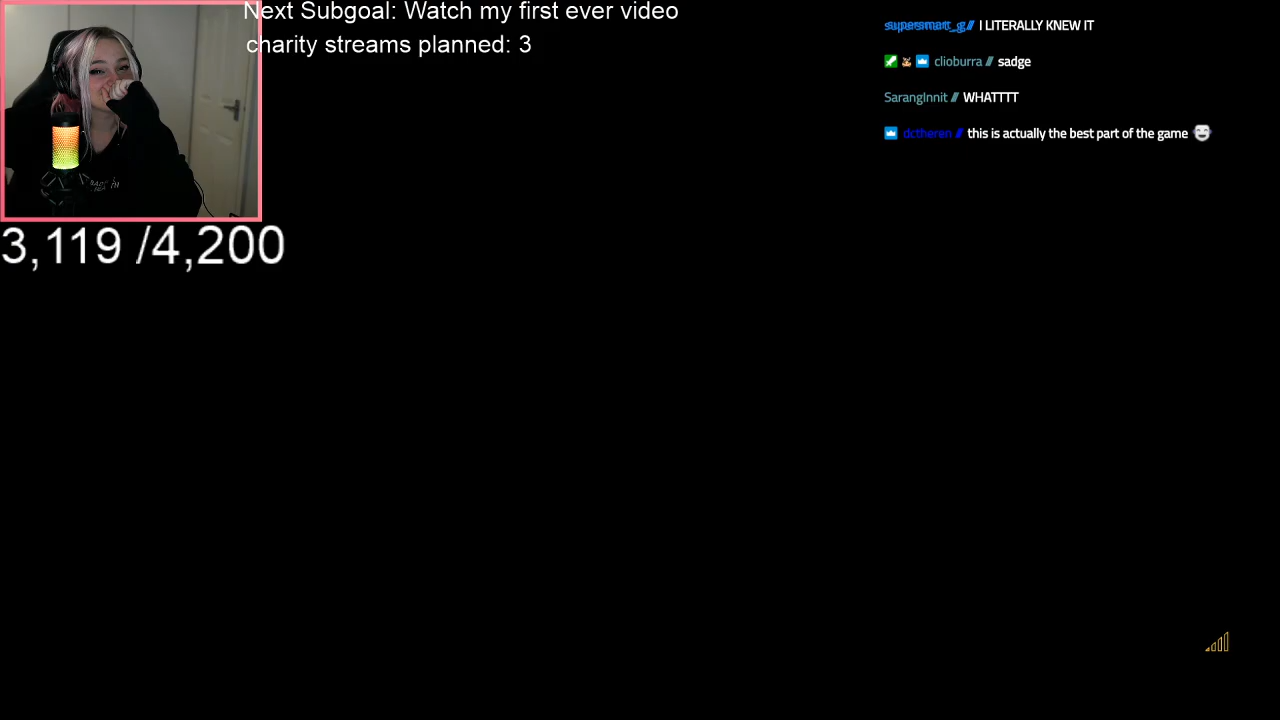 Next Subgoal: Watch my first ever video
charity streams planned: 3
3,119 /4,200
supersmart_g // I LITERALLY KNEW IT
clioburra // sadge
SarangInnit // WHATTTT
dctheren // this is actually the best part of the game